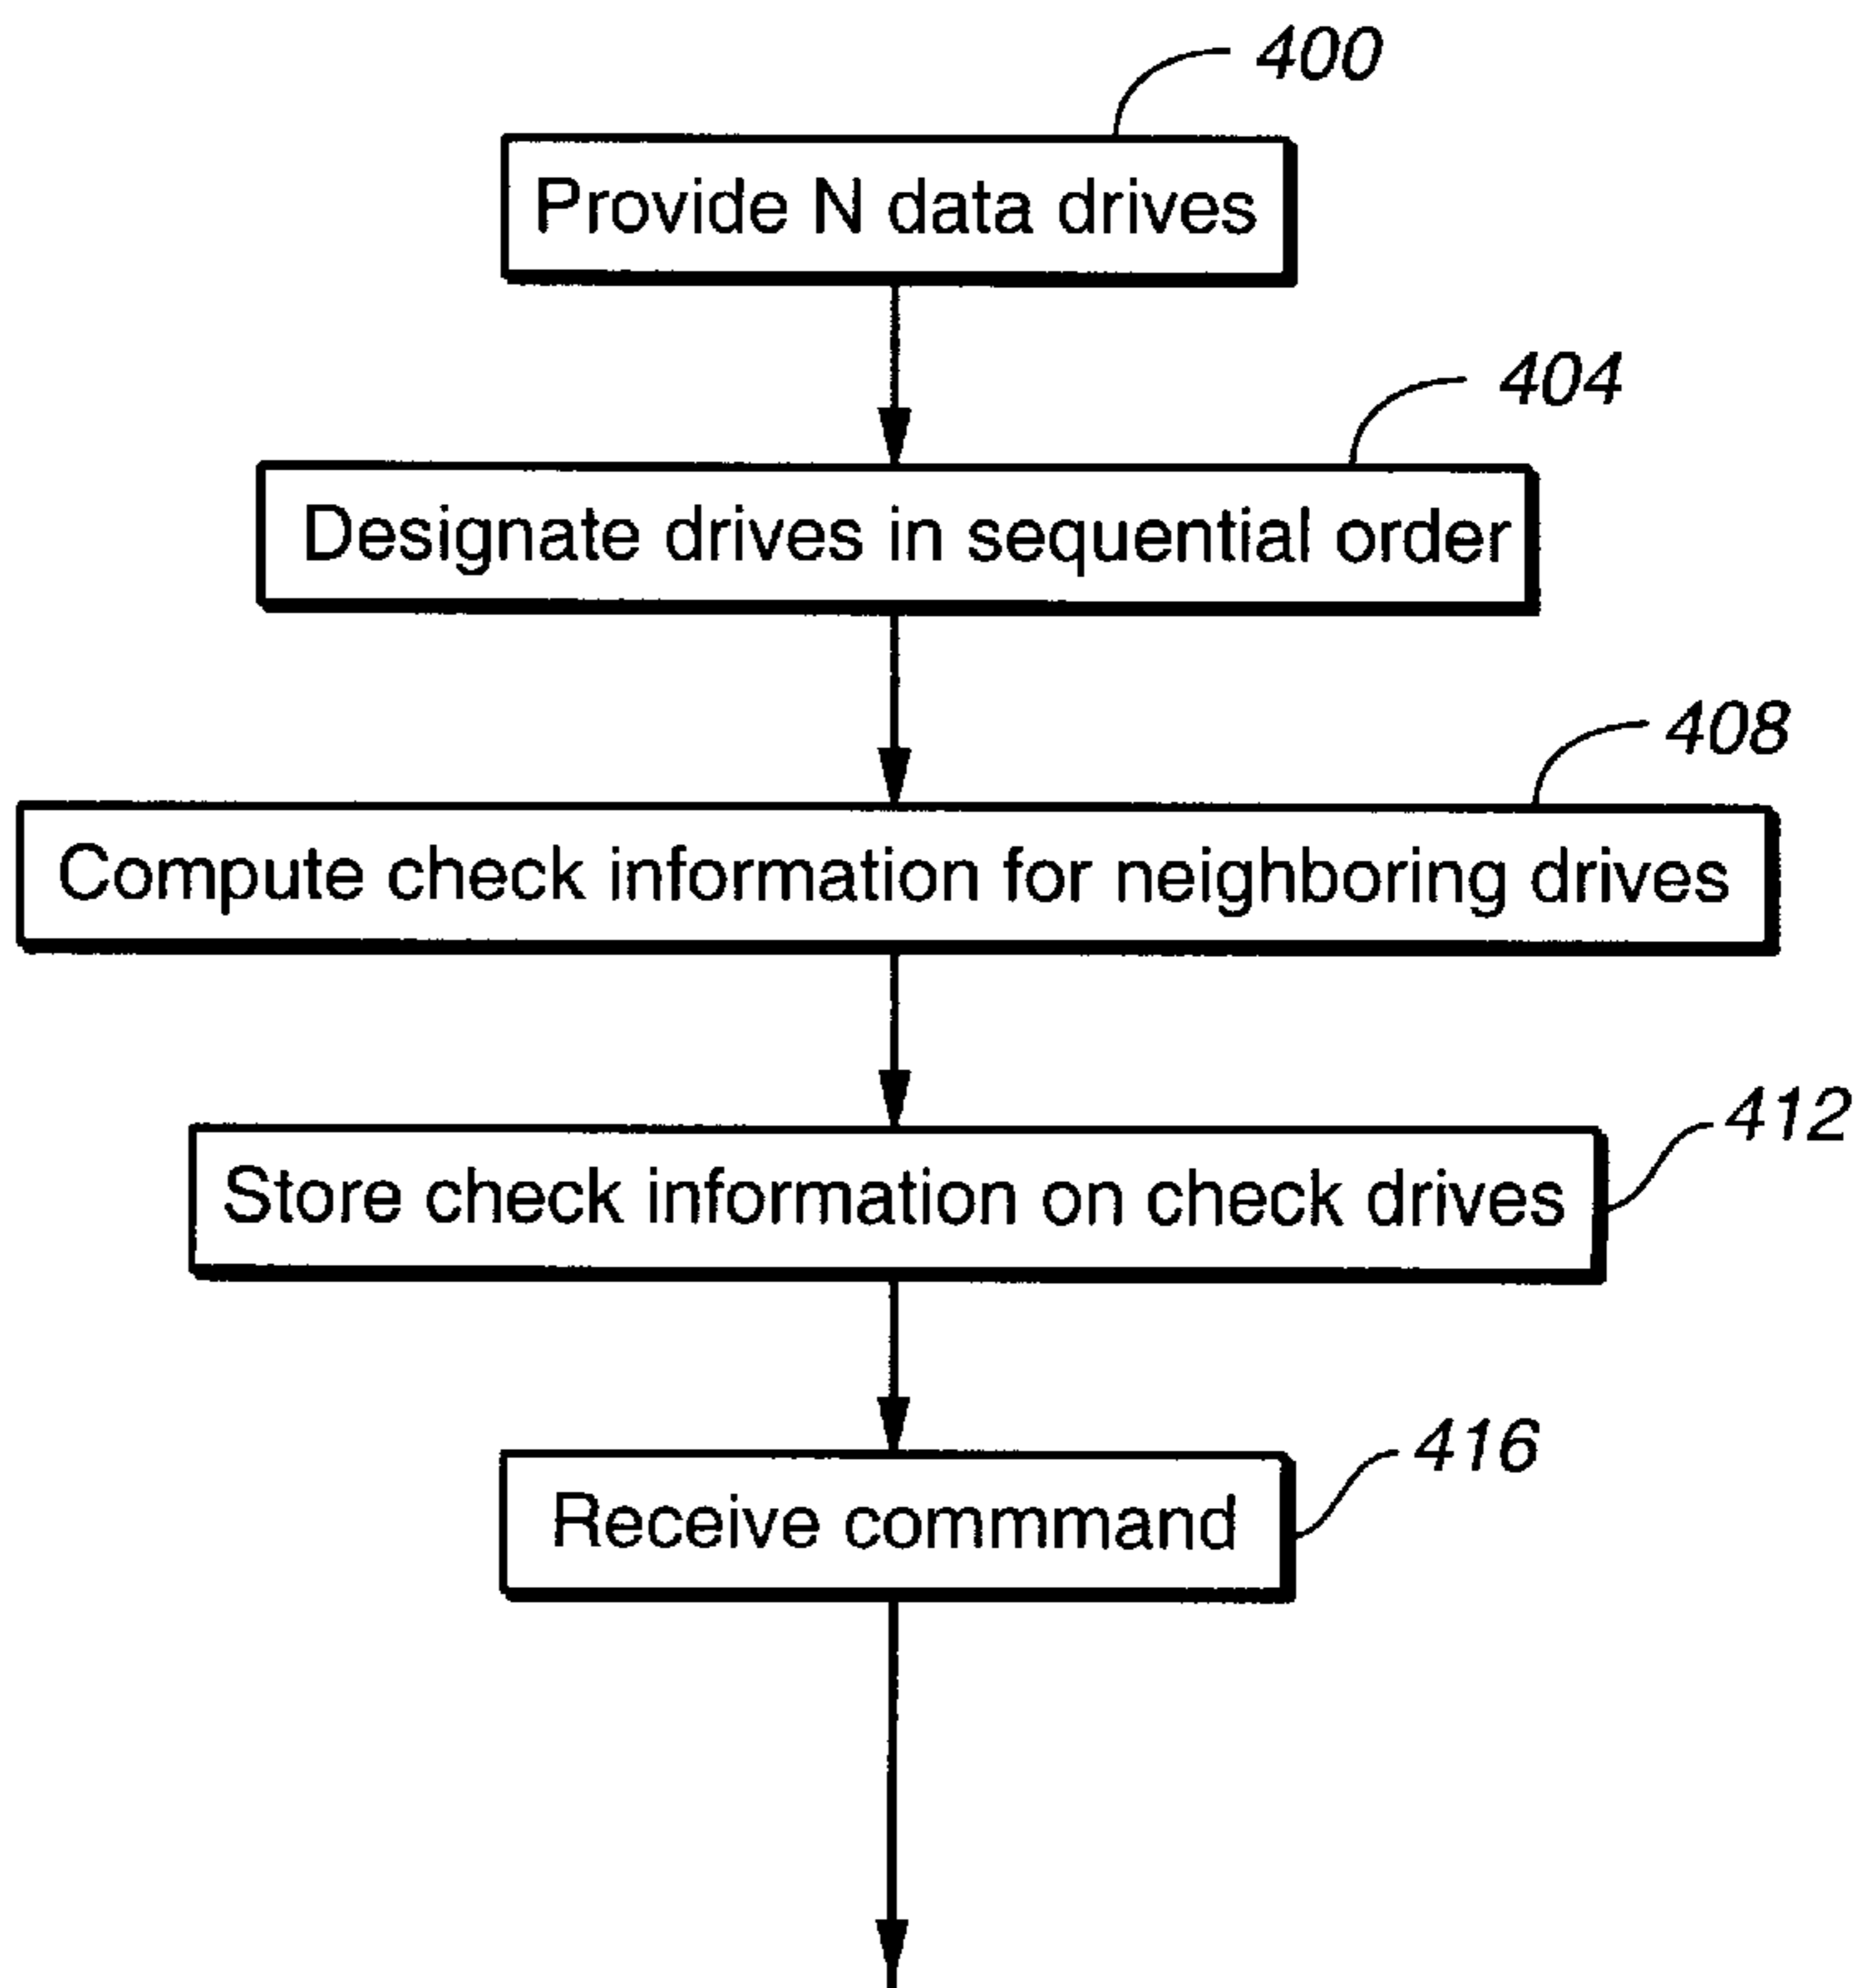 400
Provide N data drives
404
Designate drives in sequential order
408
Compute check information for neighboring drives
412
Store check information on check drives
416
Receive commmand